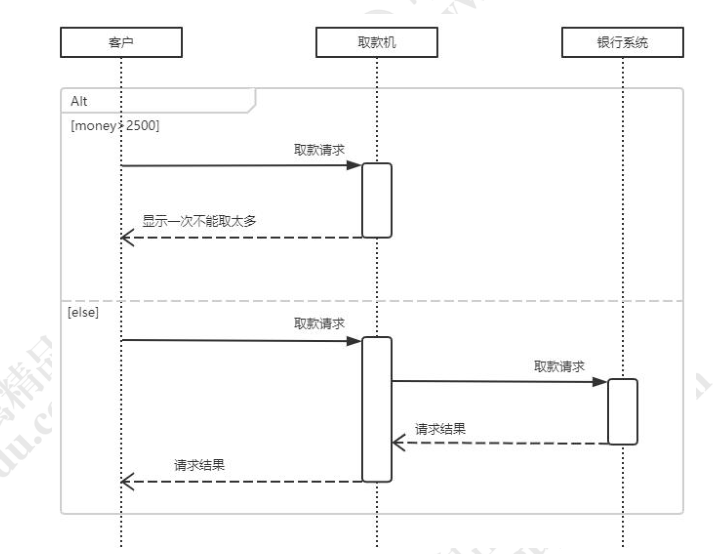 客户
取款机
银行系统
Alt
[money>2500]
取款请求
显示一次不能取太多
[else]
取款请求
取款请求
请求结果
请求结果